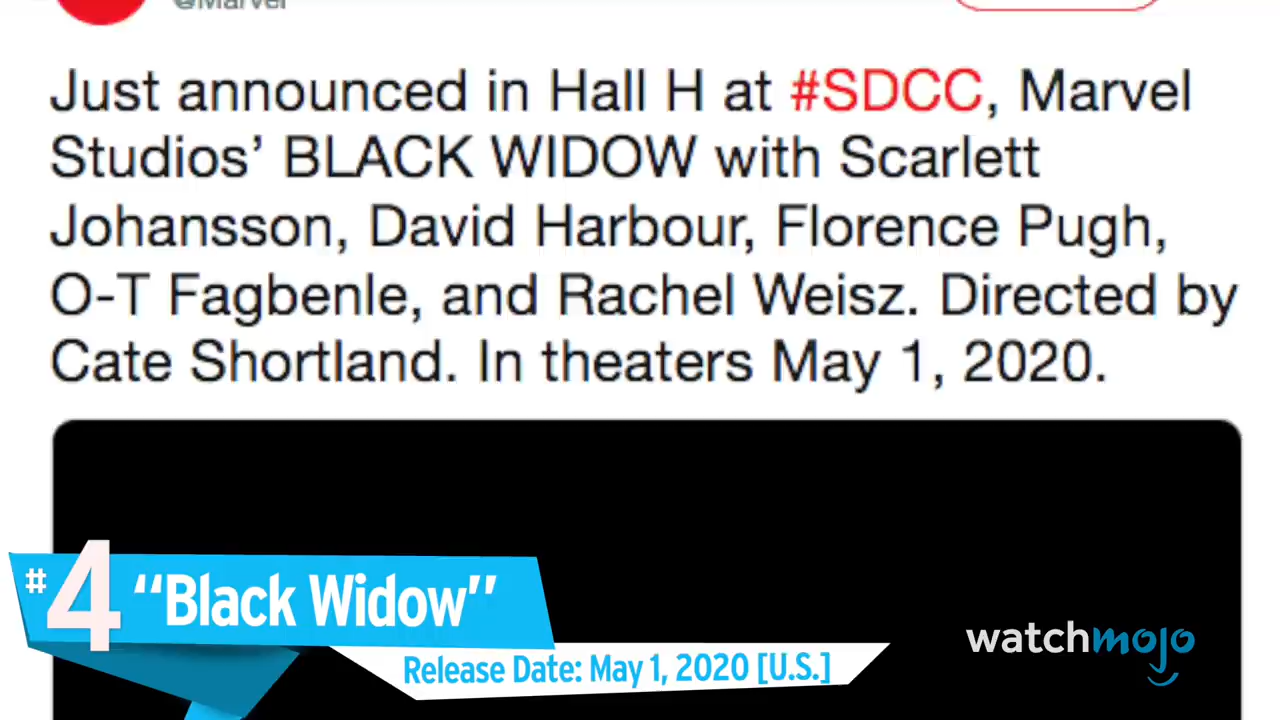 @Marvel
Just announced in Hall H at #SDCC, Marvel
Studios’ BLACK WIDOW with Scarlett
Johansson, David Harbour, Florence Pugh,
O-T Fagbenle, and Rachel Weisz. Directed by
Cate Shortland. In theaters May 1, 2020.
#4 “Black Widow”
Release Date: May 1, 2020 [U.S.]
watchmojo